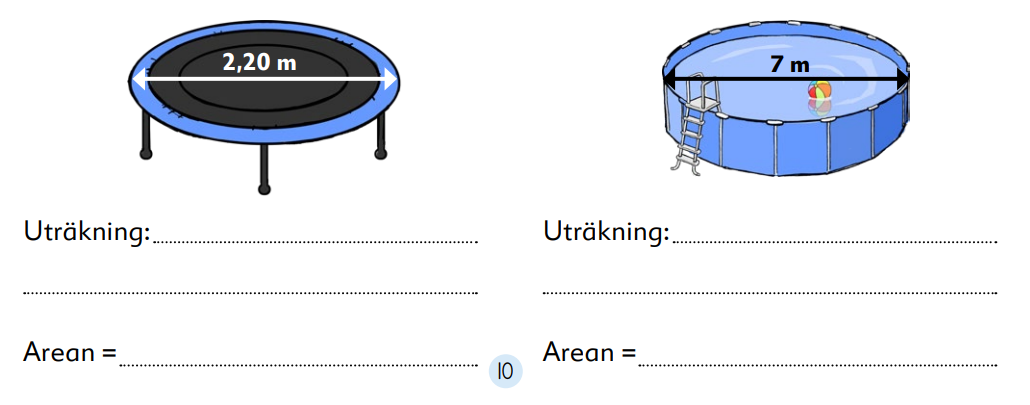 2,20 m
7 m
Uträkning:
Arean =
Uträkning:
Arean =
10